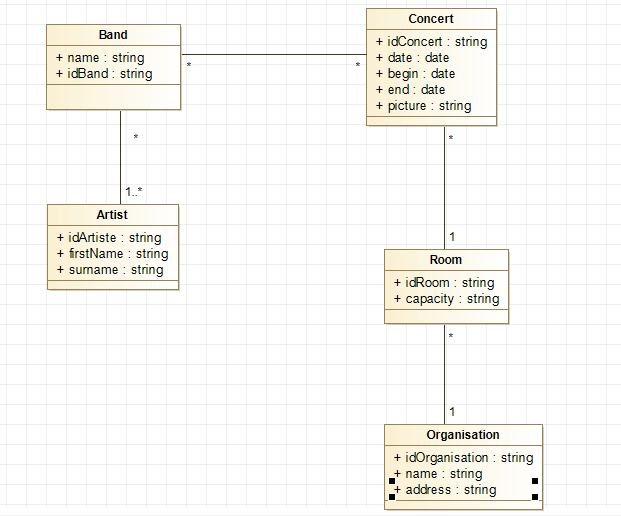 Band
+ name : string
+ idBand : string
*
*
Concert
+ idConcert : string
+ date : date
+ begin : date
+ end : date
+ picture : string
*
1..*
Artist
+ idArtiste : string
+ firstName : string
+ surname : string
*
1
Room
+ idRoom : string
+ capacity : string
*
1
Organisation
+ idOrganisation : string
+ name : string
+ address : string